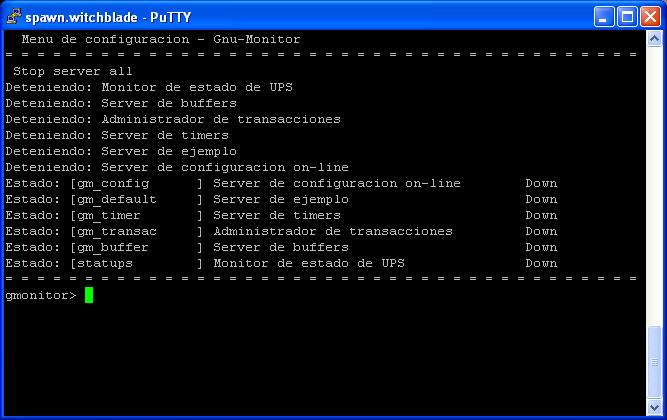 spawn.witchblade - PuTTY
Menu de configuracion - Gnu-Monitor
= = = = = = = = = = = = = = = = = = = = = = = = = = = = = = = = = = = = = = = =
Stop server all
Deteniendo: Monitor de estado de UPS
Deteniendo: Server de buffers
Deteniendo: Administrador de transacciones
Deteniendo: Server de timers
Deteniendo: Server de ejemplo
Deteniendo: Server de configuracion on-line
Estado: [gm_config      ] Server de configuracion on-line        Down
Estado: [gm_default     ] Server de ejemplo                      Down
Estado: [gm_timer       ] Server de timers                       Down
Estado: [gm_transac     ] Administrador de transacciones         Down
Estado: [gm_buffer      ] Server de buffers                      Down
Estado: [statups        ] Monitor de estado de UPS               Down
= = = = = = = = = = = = = = = = = = = = = = = = = = = = = = = = = = = = = = = =
gmonitor>